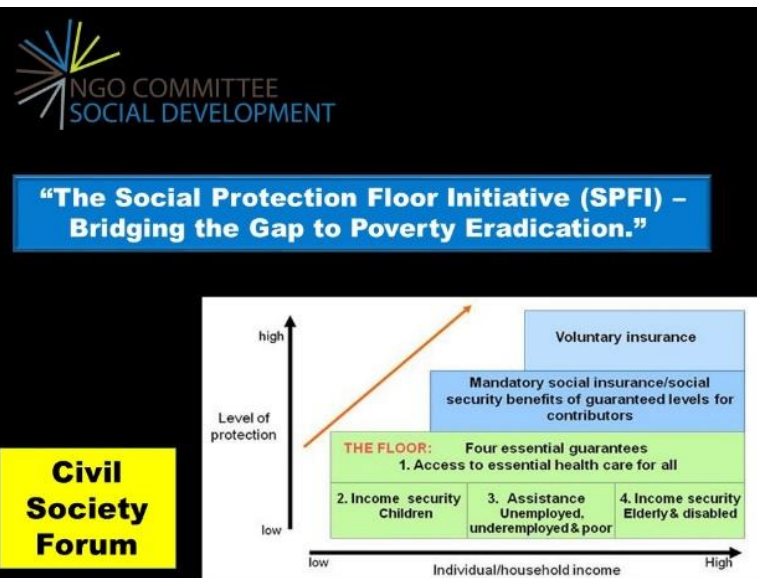 NGO COMMITTEE
SOCIAL DEVELOPMENT
“The Social Protection Floor Initiative (SPFI) –
Bridging the Gap to Poverty Eradication.”
high
Level of
protection
low
Voluntary insurance
Mandatory social insurance/social
security benefits of guaranteed levels for
contributors
THE FLOOR: Four essential guarantees
1. Access to essential health care for all
2. Income security
Children
3. Assistance
Unemployed,
underemployed & poor
4. Income security
Elderly & disabled
low
Individual/household income
High
Civil
Society
Forum